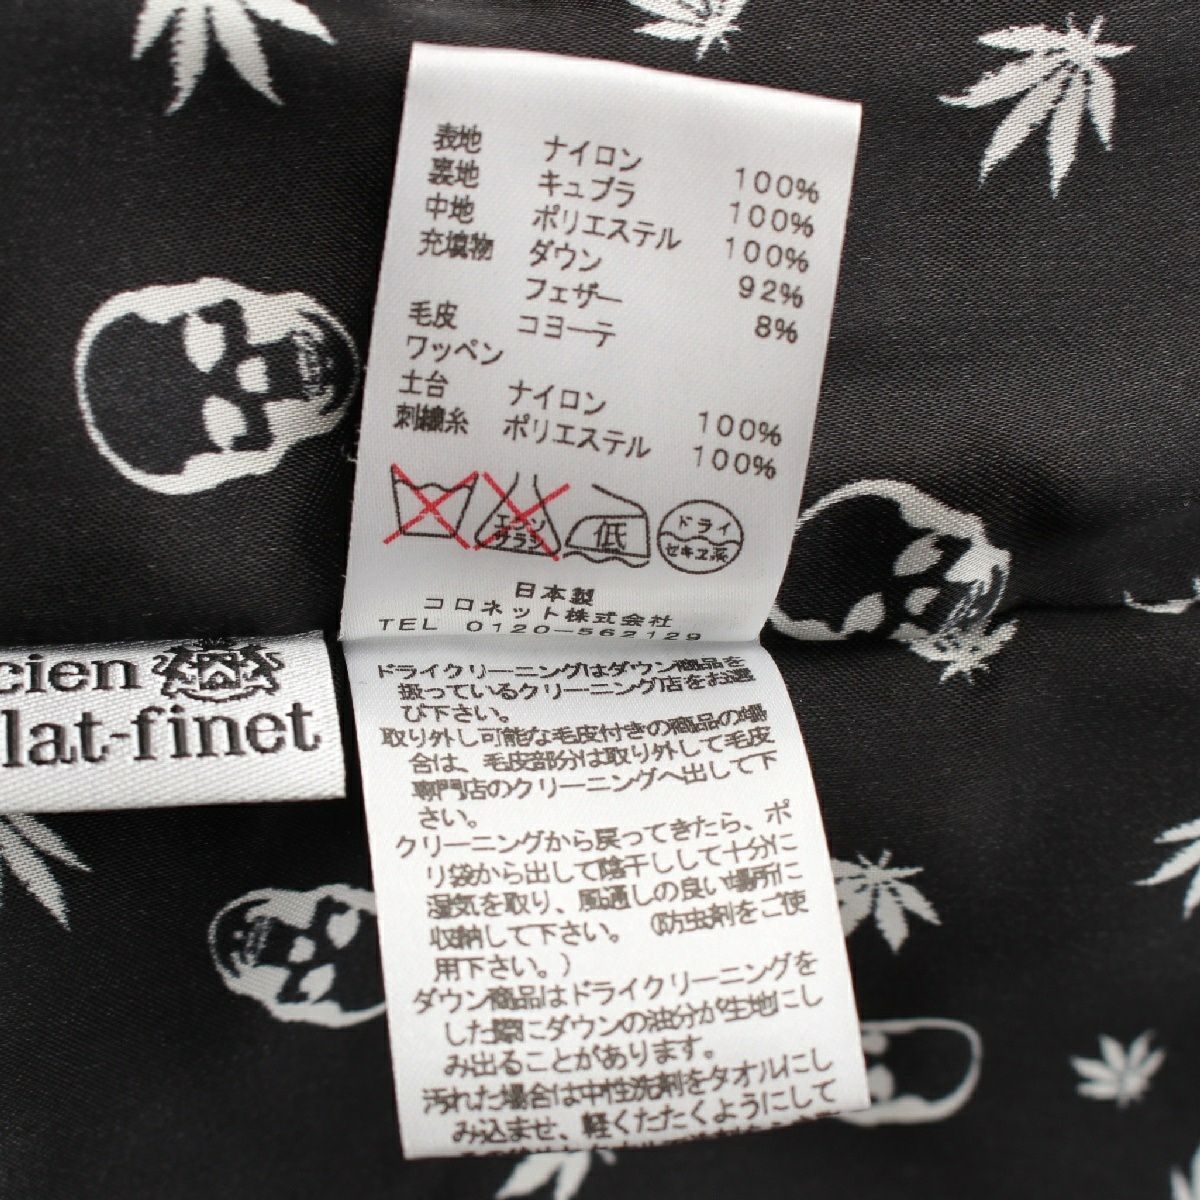 表地 ナイロン 100%
裏地 キュプラ 100%
中地 ポリエステル 100%
充填物 ダウン 92%
フェザー 8%
毛皮 コヨーテ
ワッペン
土台 ナイロン 100%
刺繍糸 ポリエステル 100%
エンソ
サラシ
低
ドライ
セキユ系
日本製
コロネット株式会社
TEL 0120-562129
cien
lat-finet
ドライクリーニングはダウン商品を
扱っているクリーニング店をお選
び下さい。
取り外し可能な毛皮付きの商品の場
合は、毛皮部分は取り外して毛皮
専門店のクリーニングへ出して下
さい。
クリーニングから戻ってきたら、ポ
リ袋から出して陰干しして十分に
湿気を取り、風通しの良い場所に
収納して下さい。（防虫剤をご使
用下さい。）
ダウン商品はドライクリーニングを
した際にダウンの油分が生地にし
み出ることがあります。
汚れた場合は中性洗剤をタオルにし
み込ませ、軽くたたくようにして